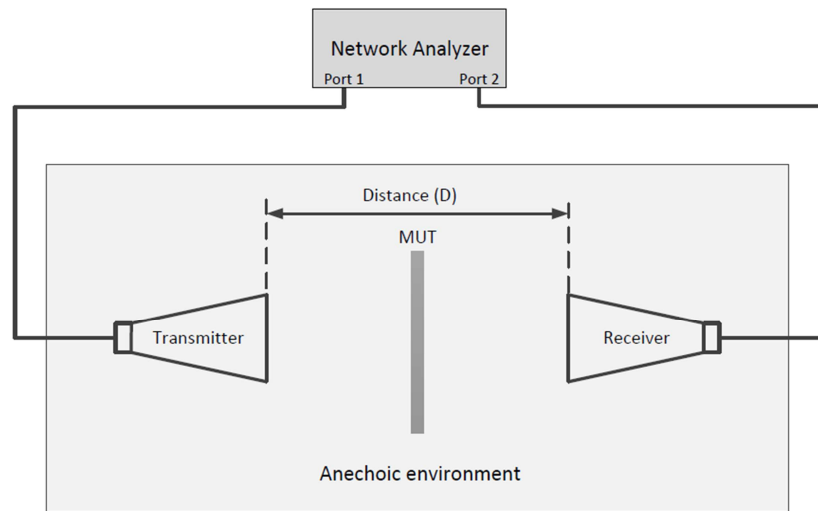 Network Analyzer
Port 1 Port 2
Distance (D)
MUT
Transmitter Receiver
Anechoic environment